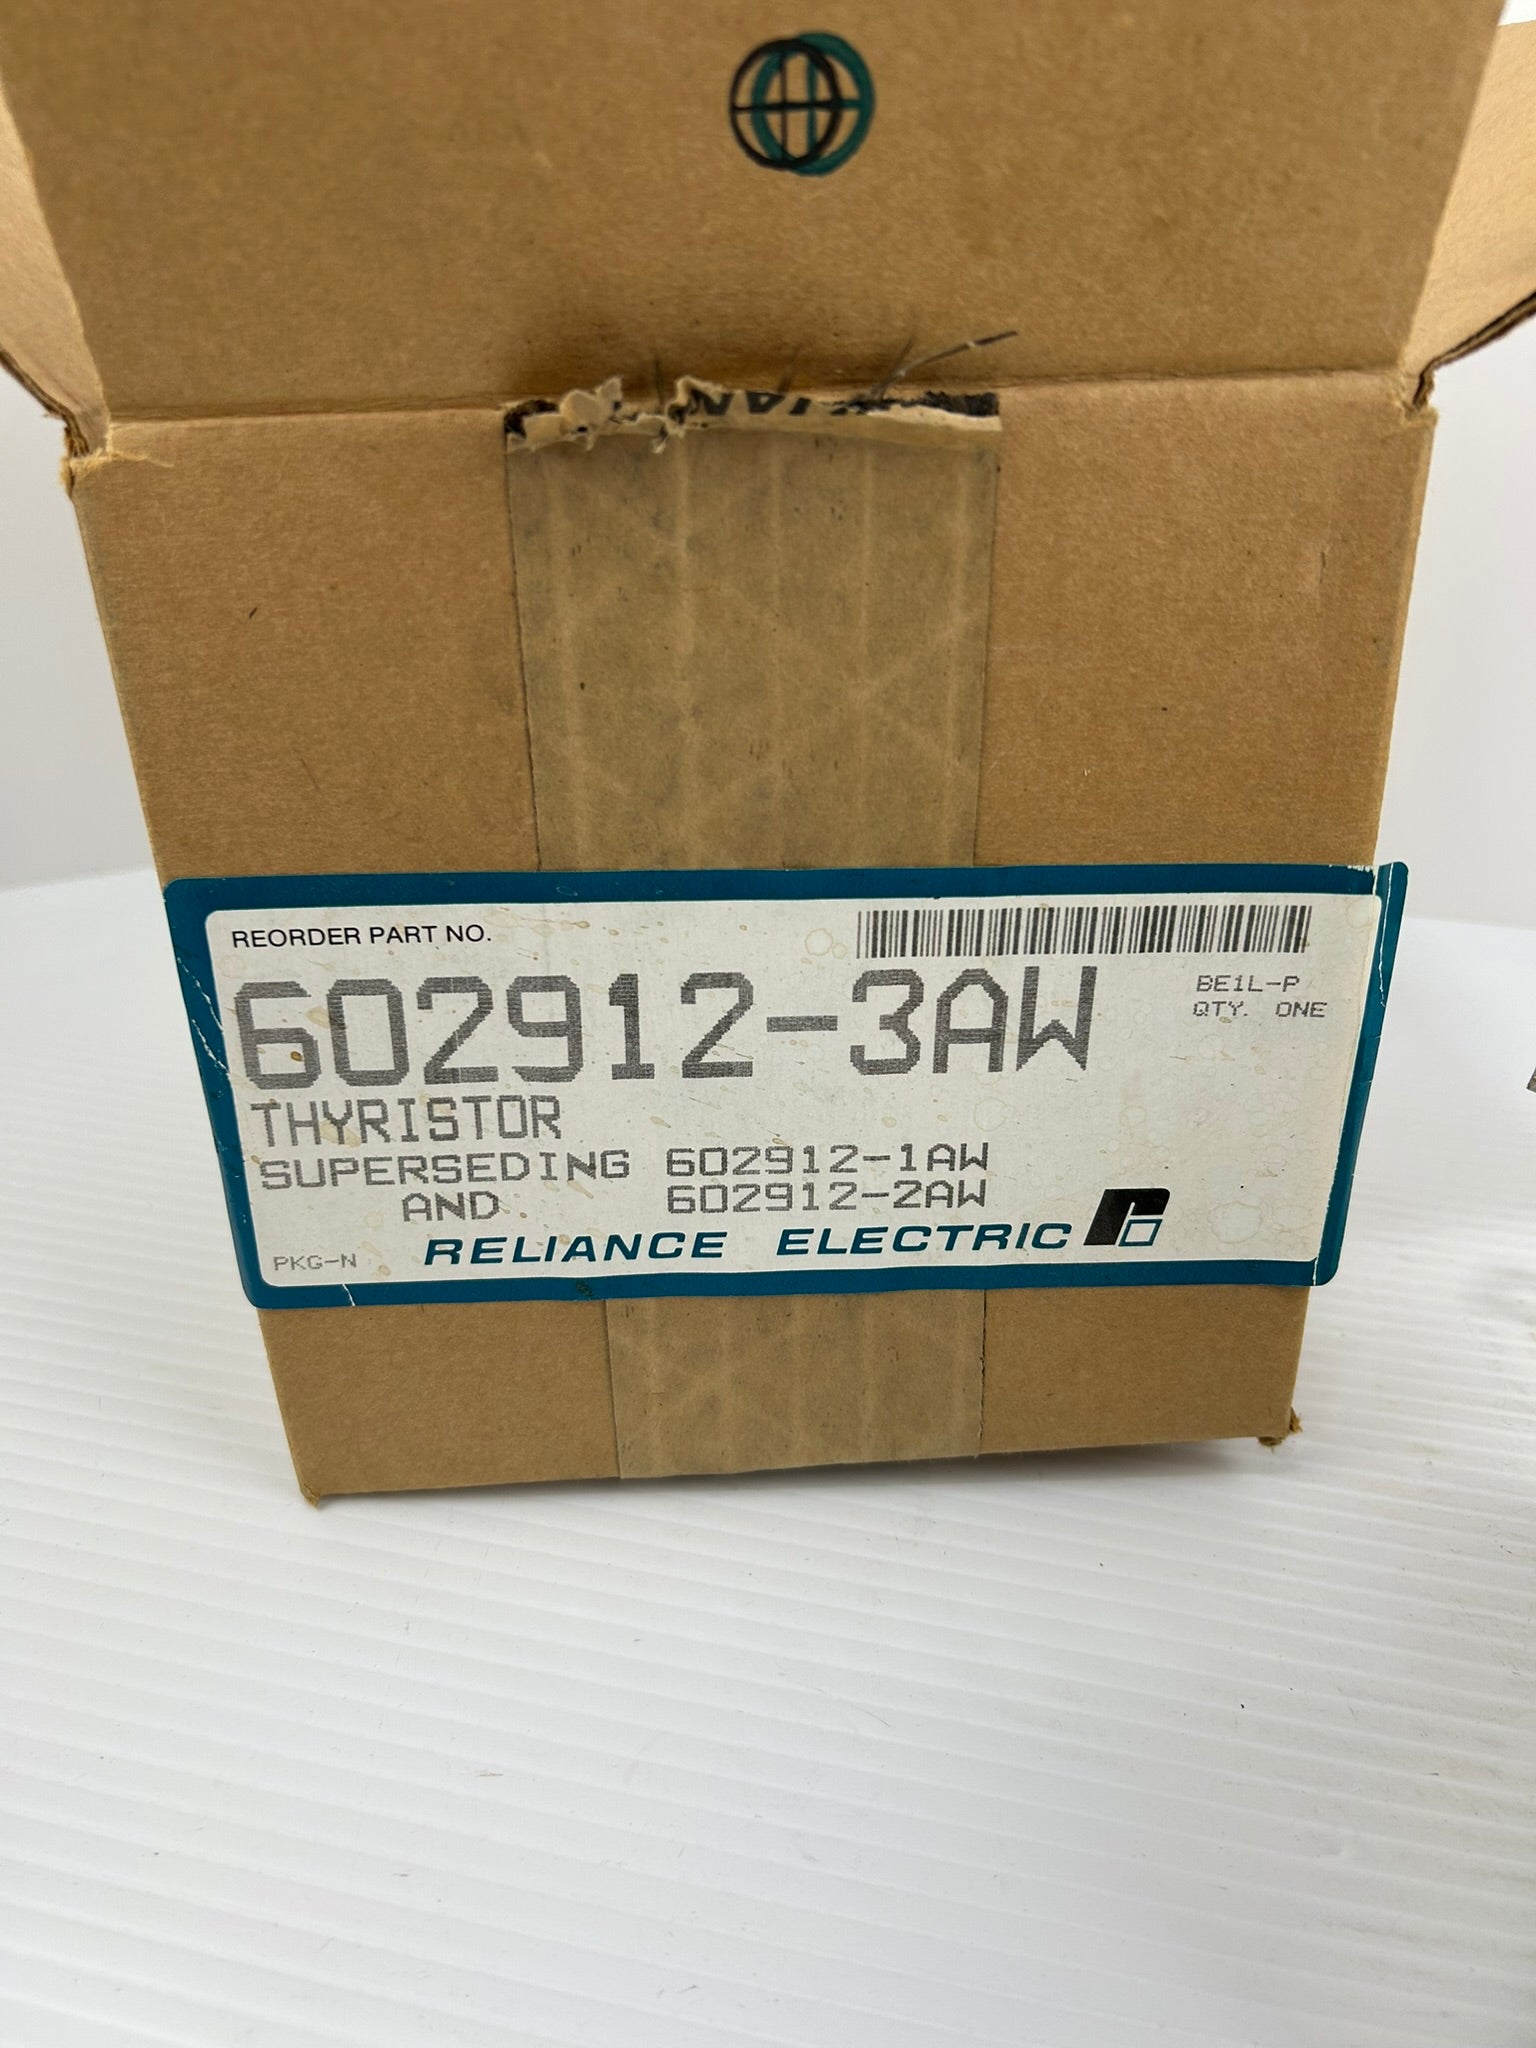 REORDER PART NO.
602912-3AW
BE1L-P
QTY. ONE
THYRISTOR
SUPERSEDING 602912-1AW
AND 602912-2AW
PKG-N
RELIANCE ELECTRIC